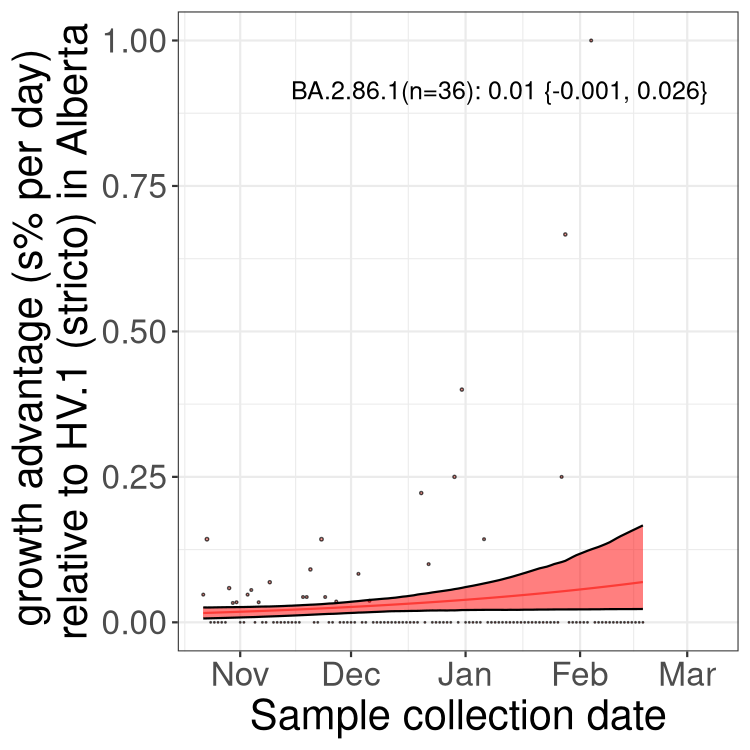 growth advantage (s% per day)
relative to HV.1 (stricto) in Alberta
1.00
BA.2.86.1(n=36): 0.01 {-0.001, 0.026}
0.75
0.50
0.25
0.00
Nov Dec Jan Feb Mar
Sample collection date